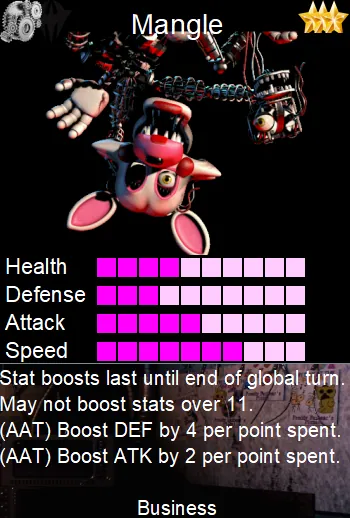 Mangle
Health
Defense
Attack
Speed
Stat boosts last until end of global turn.
May not boost stats over 11.
(AAT) Boost DEF by 4 per point spent.
(AAT) Boost ATK by 2 per point spent.
Business